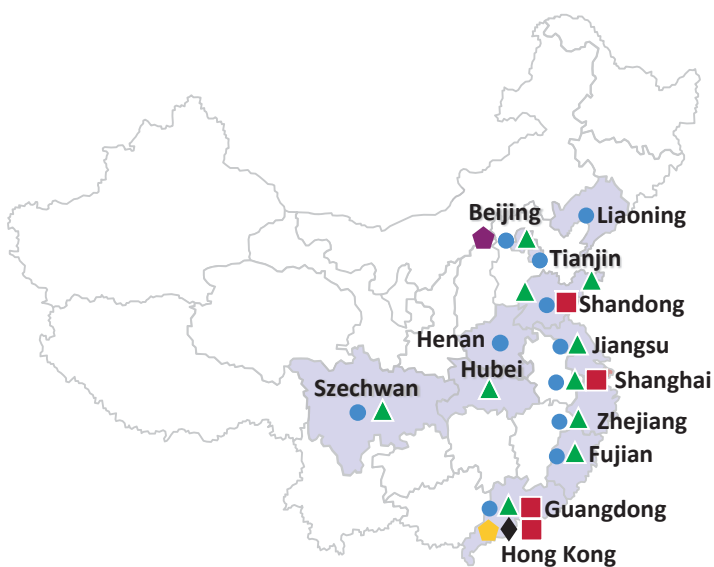 Beijing
Liaoning
Tianjin
Shandong
Henan
Jiangsu
Hubei
Shanghai
Szechwan
Zhejiang
Fujian
Guangdong
Hong Kong